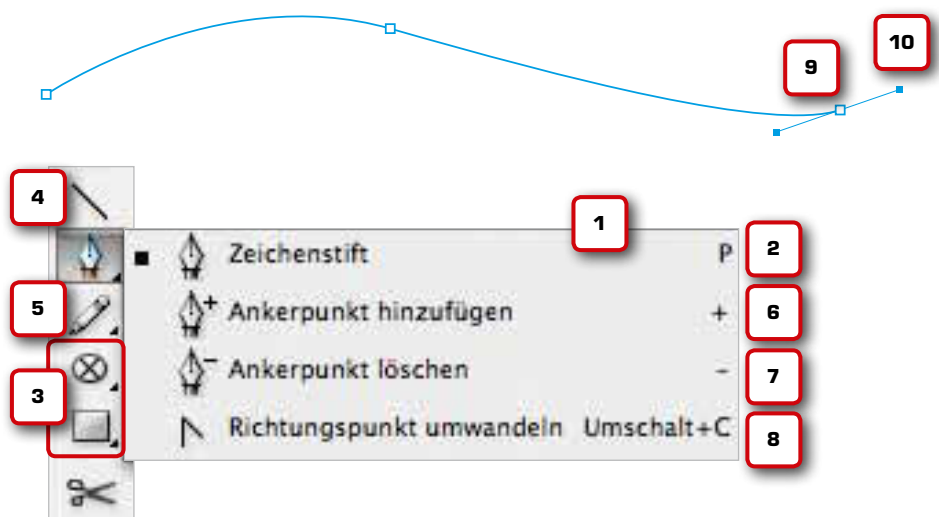 10
9
4
1
Zeichenstift P
2
5
Ankerpunkt hinzufügen +
6
3
Ankerpunkt löschen -
7
Richtungspunkt umwandeln Umschalt+C
8